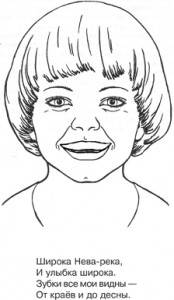 Широка Нева-река,
И улыбка широка.
Зубки все мои видны —
От краёв и до десны.